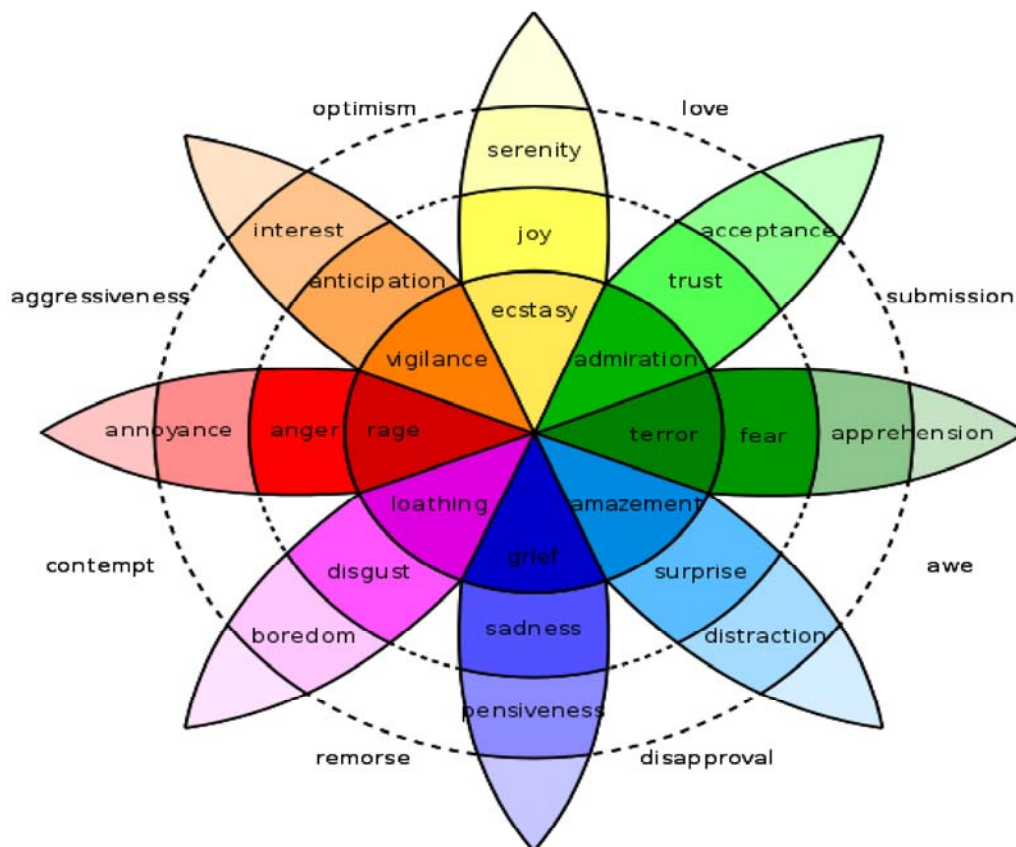 optimism
love
serenity
interest
acceptance
joy
anticipation
trust
aggressiveness
submission
ecstasy
vigilance
admiration
annoyance
anger
rage
terror
fear
apprehension
loathing
amazement
contempt
disgust
grief
surprise
awe
boredom
sadness
distraction
pensiveness
remorse
disapproval